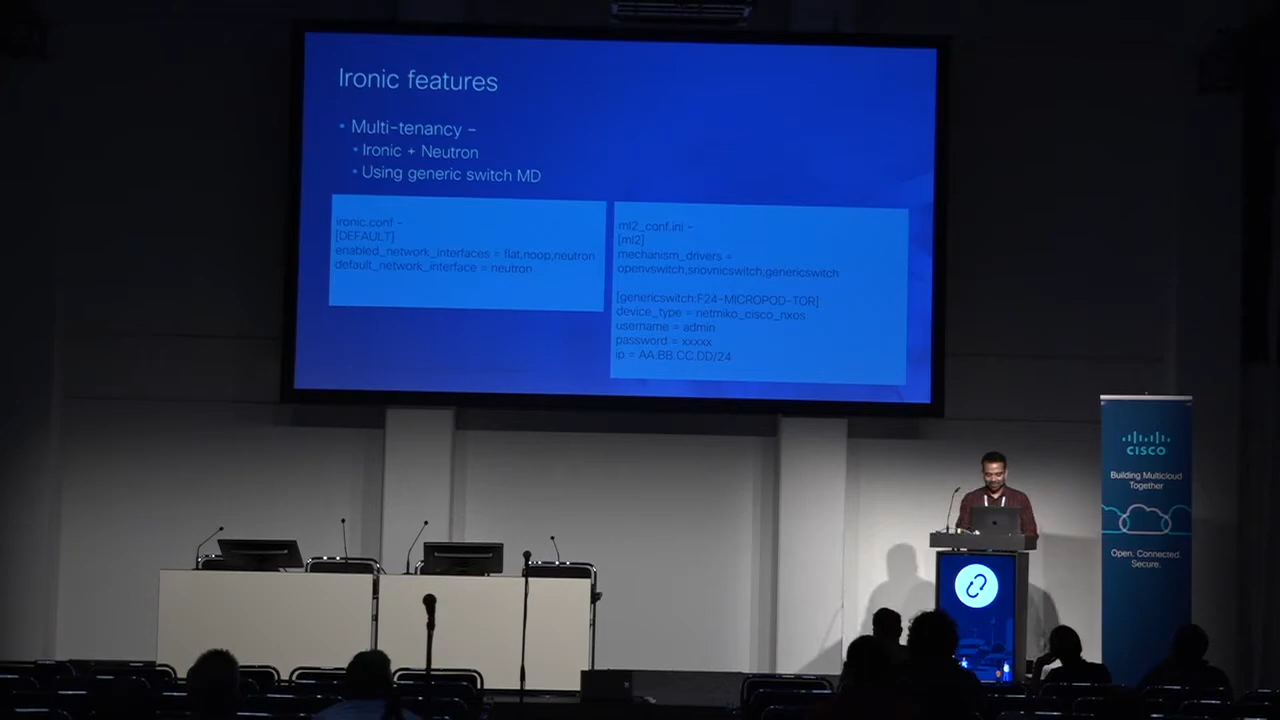 Ironic features
• Multi-tenancy –
• Ironic + Neutron
• Using generic switch MD
ironic.conf –
[DEFAULT]
enabled_network_interfaces = flat,noop,neutron
default_network_interface = neutron
ml2_conf.ini –
[ml2]
mechanism_drivers =
openvswitch,sriovnicswitch,genericswitch
[genericswitch:F24-MICROPOD-TOR]
device_type = netmiko_cisco_nxos
username = admin
password = xxxxx
ip = AA.BB.CC.DD/24
CISCO
Building Multicloud
Together
Open. Connected.
Secure.